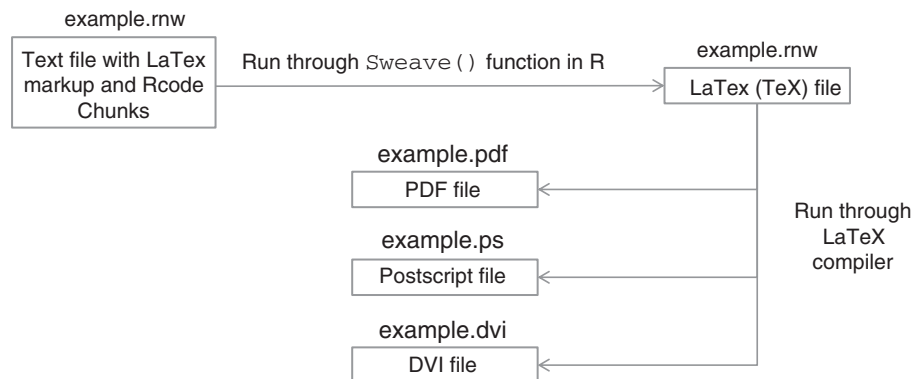 example.rnw
Text file with LaTex
markup and Rcode
Chunks
Run through Sweave() function in R
example.rnw
LaTex (TeX) file
example.pdf
PDF file
example.ps
Postscript file
example.dvi
DVI file
Run through
LaTeX
compiler